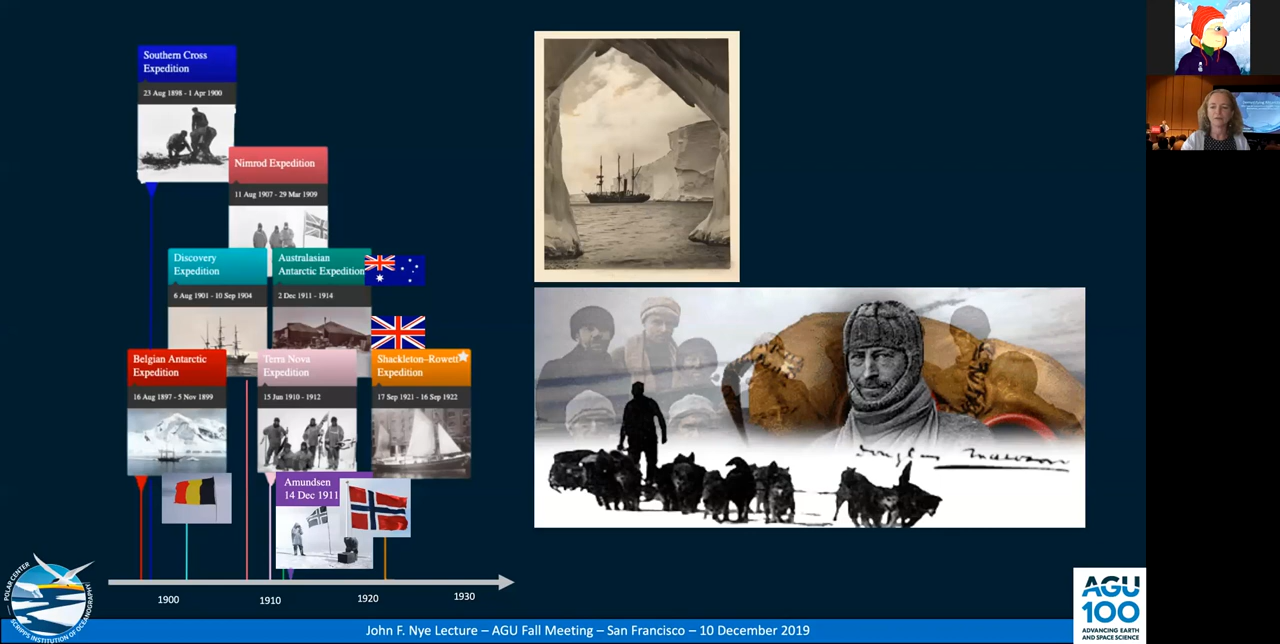 Southern Cross
Expedition
23 Aug 1898 - 1 Apr 1900
Nimrod Expedition
11 Aug 1907 - 29 Mar 1909
Discovery
Expedition
6 Aug 1901 - 10 Sep 1904
Australasian
Antarctic Expedition
2 Dec 1911 - 1914
Belgian Antarctic
Expedition
16 Aug 1897 - 5 Nov 1899
Terra Nova
Expedition
15 Jun 1910 - 1912
Shackleton–Rowett
Expedition
17 Sep 1921 - 16 Sep 1922
Amundsen
14 Dec 1911
1900
1910
1920
1930
Douglas Mawson
POLAR CENTER
SCRIPPS INSTITUTION OF OCEANOGRAPHY
John F. Nye Lecture – AGU Fall Meeting – San Francisco – 10 December 2019
AGU
100
ADVANCING EARTH
AND SPACE SCIENCE